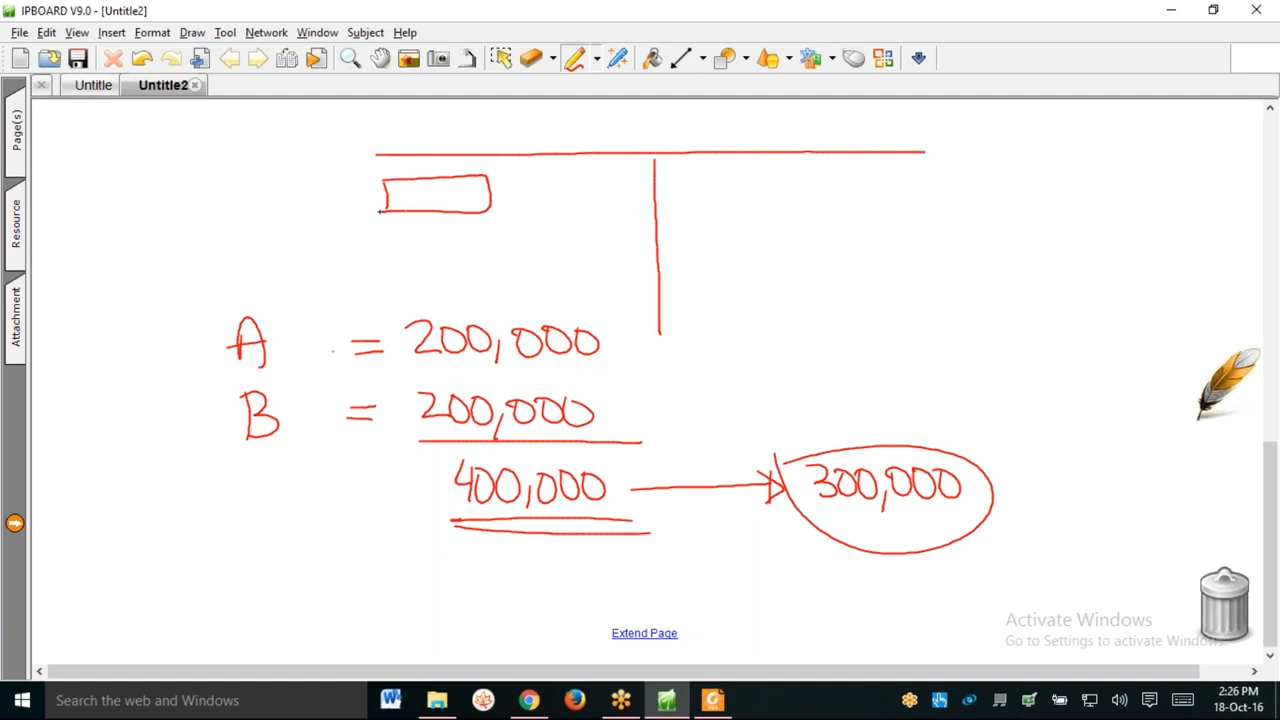 IPBOARD V9.0 - [Untitle2]
File Edit View Insert Format Draw Tool Network Window Subject Help
Untitle Untitle2
Page(s)
Resource
Attachment
A = 200,000
B = 200,000
400,000 300,000
Extend Page
Activate Windows
Go to Settings to activate Windows.
Search the web and Windows
2:26 PM
18-Oct-16